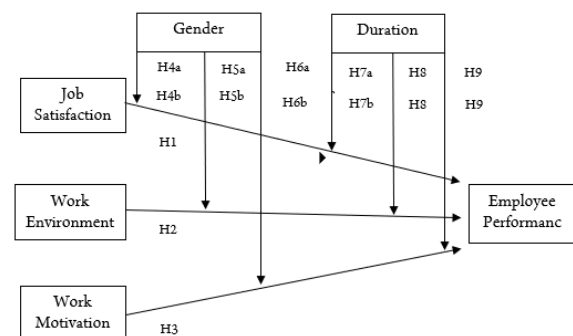 Gender
Duration
H4a
H5a
H6a
H7a
H8
H9
H4b
H5b
H6b
H7b
H8
H9
Job
Satisfaction
H1
Work
Environment
H2
Employee
Performanc
Work
Motivation
H3